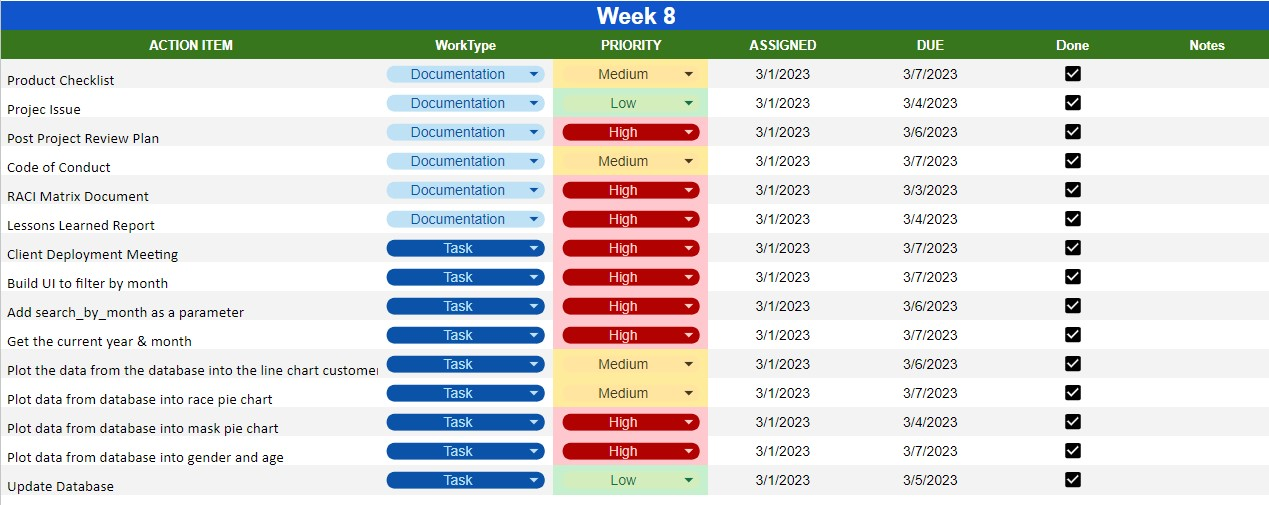 Week 8
ACTION ITEM WorkType PRIORITY ASSIGNED DUE Done Notes
Product Checklist Documentation Medium 3/1/2023 3/7/2023
Projec Issue Documentation Low 3/1/2023 3/4/2023
Post Project Review Plan Documentation High 3/1/2023 3/6/2023
Code of Conduct Documentation Medium 3/1/2023 3/7/2023
RACI Matrix Document Documentation High 3/1/2023 3/3/2023
Lessons Learned Report Documentation High 3/1/2023 3/4/2023
Client Deployment Meeting Task High 3/1/2023 3/7/2023
Build UI to filter by month Task High 3/1/2023 3/7/2023
Add search_by_month as a parameter Task High 3/1/2023 3/6/2023
Get the current year & month Task High 3/1/2023 3/7/2023
Plot the data from the database into the line chart customer Task Medium 3/1/2023 3/6/2023
Plot data from database into race pie chart Task Medium 3/1/2023 3/7/2023
Plot data from database into mask pie chart Task High 3/1/2023 3/4/2023
Plot data from database into gender and age Task High 3/1/2023 3/7/2023
Update Database Task Low 3/1/2023 3/5/2023